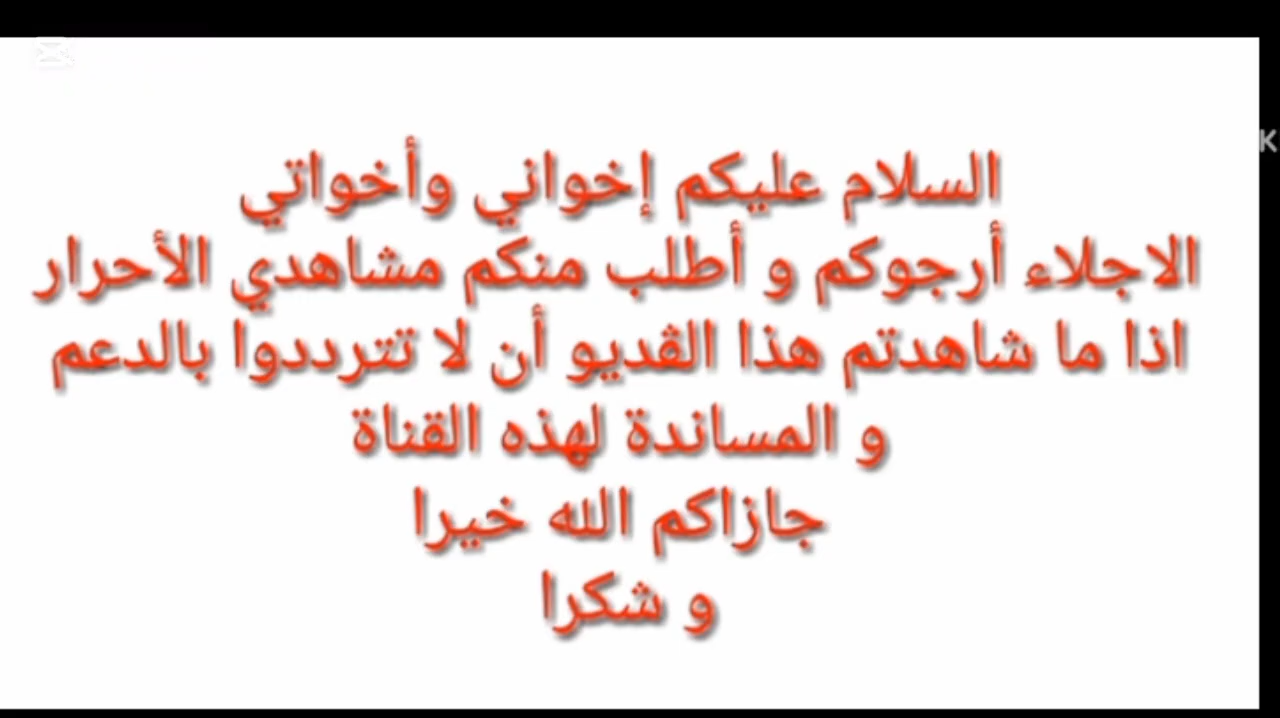 السلام عليكم إخواني وأخواتي
الاجلاء أرجوكم و أطلب منكم مشاهدي الأحرار
اذا ما شاهدتم هذا الڤديو أن لا تترددوا بالدعم
و المساندة لهذه القناة
جازاكم الله خيرا
و شكرا
K